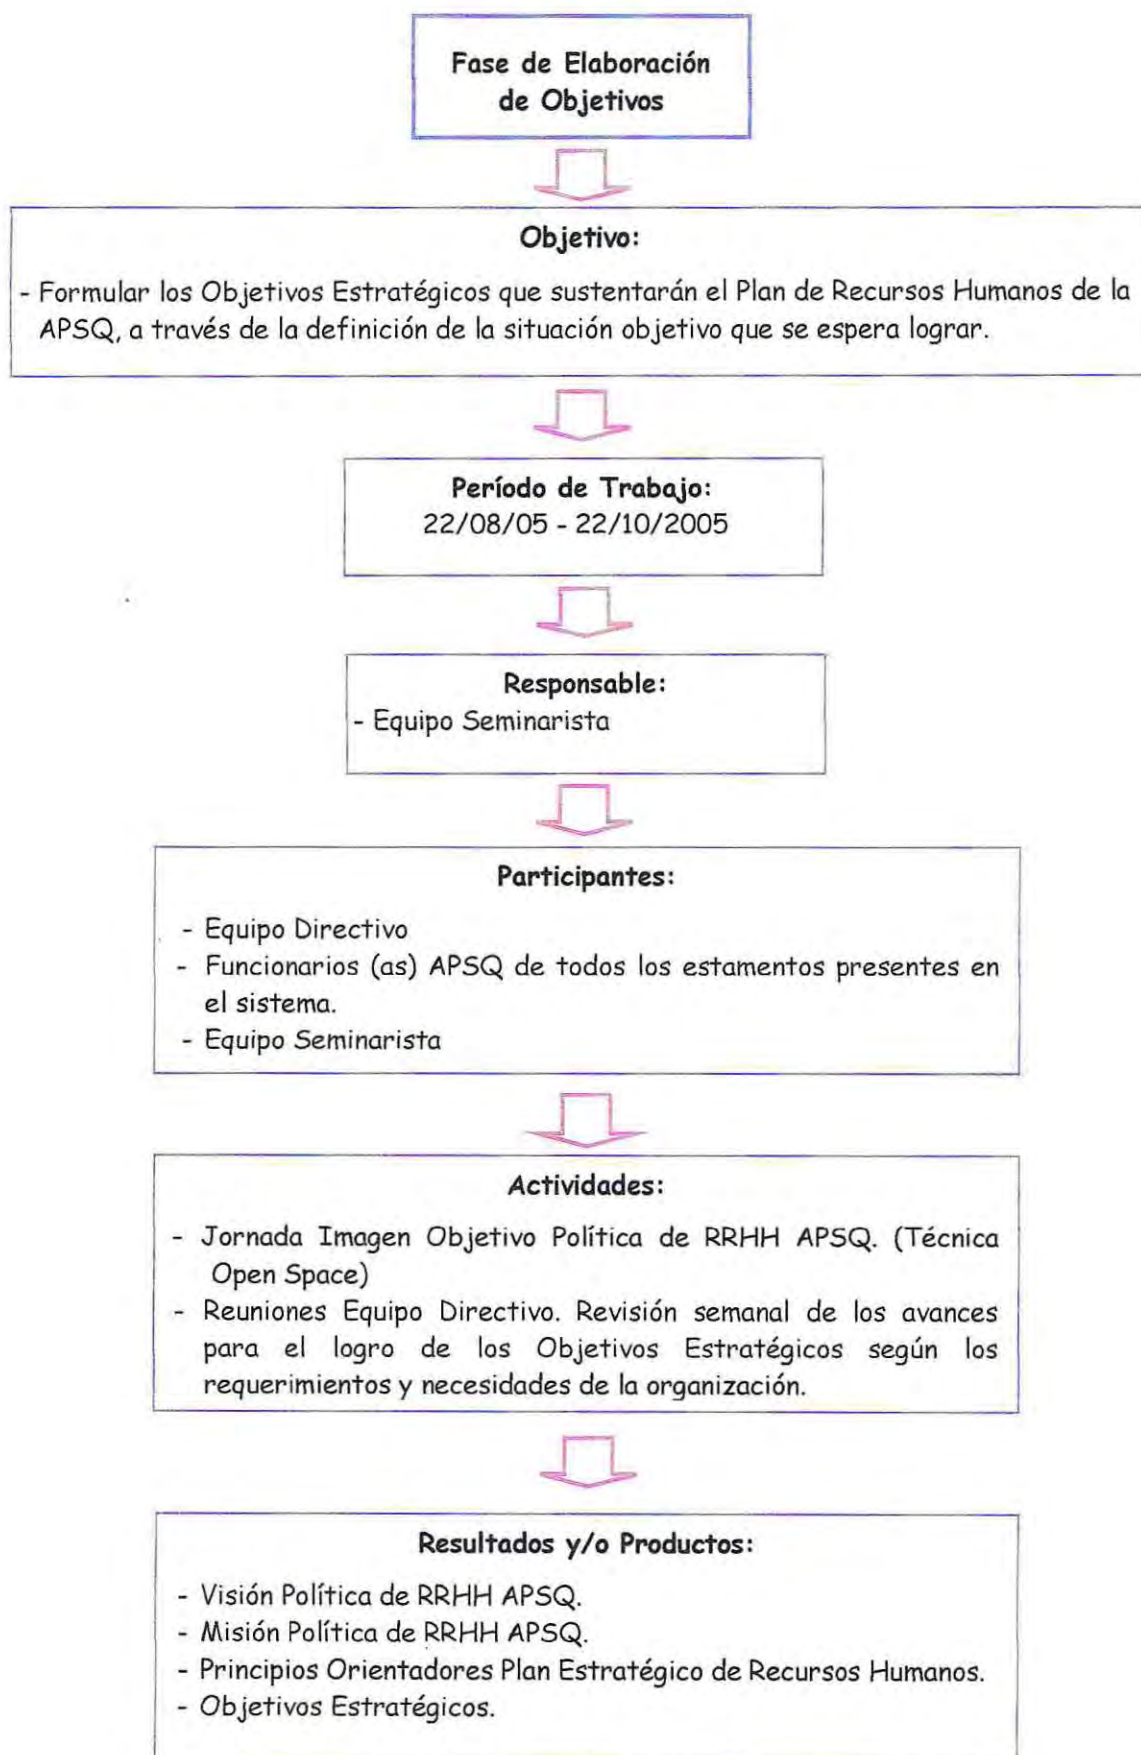 Fase de Elaboración
de Objetivos
Objetivo:
- Formular los Objetivos Estratégicos que sustentarán el Plan de Recursos Humanos de la
APSQ, a través de la definición de la situación objetivo que se espera lograr.
Período de Trabajo:
22/08/05 - 22/10/2005
Responsable:
- Equipo Seminarista
Participantes:
- Equipo Directivo
- Funcionarios (as) APSQ de todos los estamentos presentes en
el sistema.
- Equipo Seminarista
Actividades:
- Jornada Imagen Objetivo Política de RRHH APSQ. (Técnica
Open Space)
- Reuniones Equipo Directivo. Revisión semanal de los avances
para el logro de los Objetivos Estratégicos según los
requerimientos y necesidades de la organización.
Resultados y/o Productos:
- Visión Política de RRHH APSQ.
- Misión Política de RRHH APSQ.
- Principios Orientadores Plan Estratégico de Recursos Humanos.
- Objetivos Estratégicos.